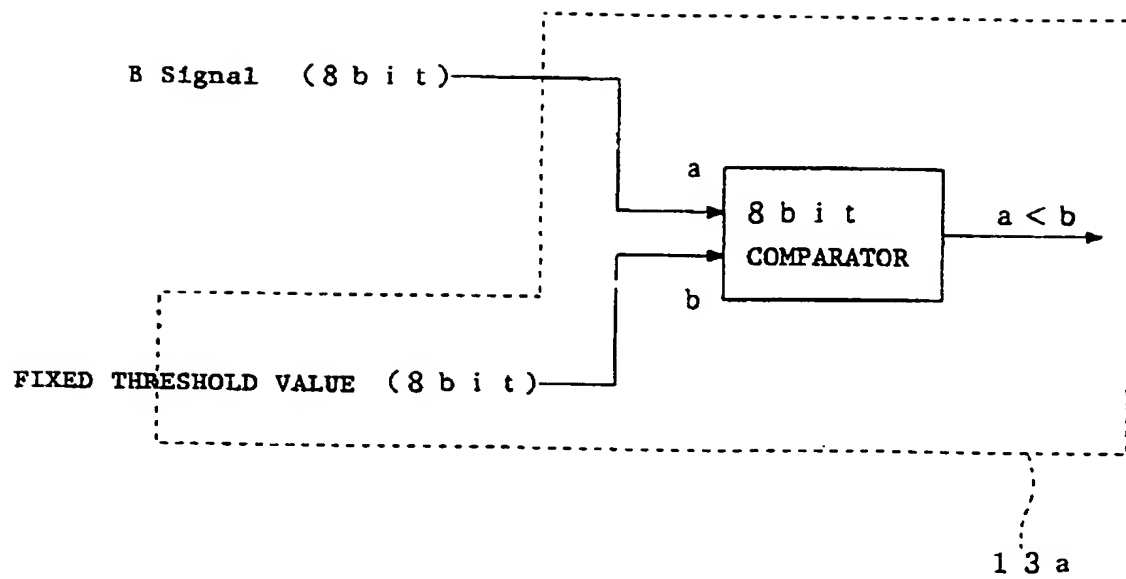 B Signal (8 b i t)
a
8 b i t
COMPARATOR
a < b
b
FIXED THRESHOLD VALUE (8 b i t)
1 3 a